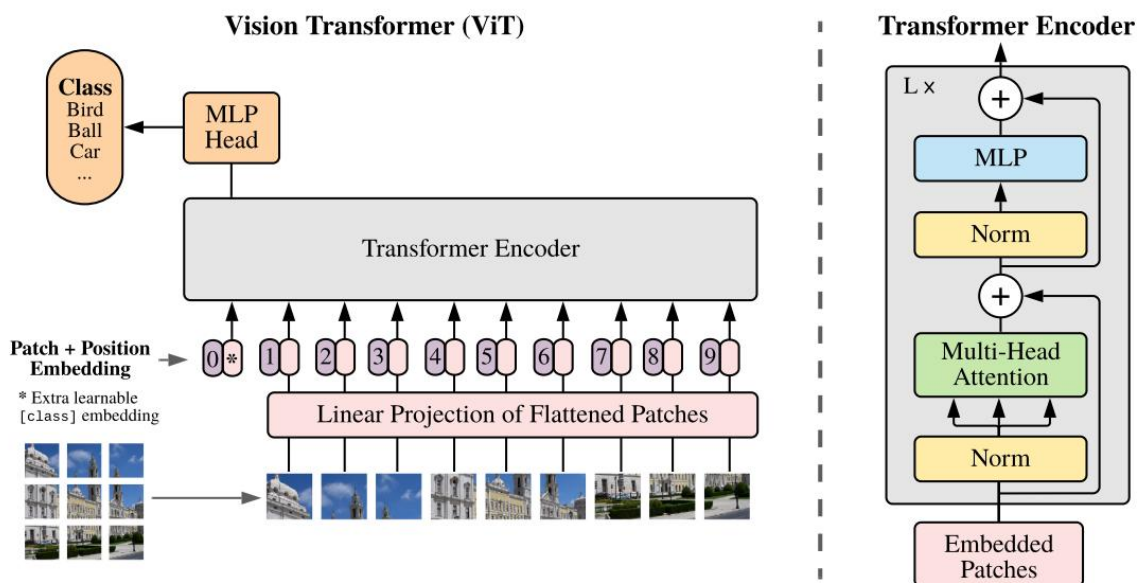 Vision Transformer (ViT)
Class
Bird
Ball
Car
...
MLP
Head
Transformer Encoder
Patch + Position
Embedding
* Extra learnable
[class] embedding
0 * 1 2 3 4 5 6 7 8 9
Linear Projection of Flattened Patches
Transformer Encoder
L ×
+
MLP
Norm
+
Multi-Head
Attention
Norm
Embedded
Patches